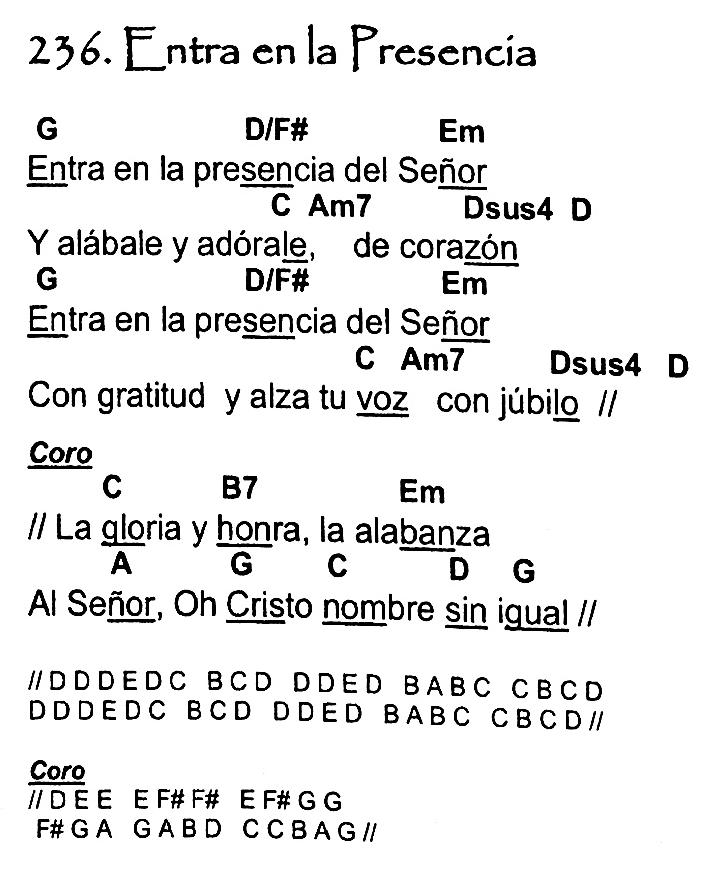 236. Entra en la Presencia
G D/F# Em
Entra en la presencia del Señor
C Am7 Dsus4 D
Y alábale y adórale, de corazón
G D/F# Em
Entra en la presencia del Señor
C Am7 Dsus4 D
Con gratitud y alza tu voz con júbilo //
Coro
C B7 Em
// La gloria y honra, la alabanza
A G C D G
Al Señor, Oh Cristo nombre sin igual //
//D D D E D C B C D D D E D B A B C C B C D
D D D E D C B C D D D E D B A B C C B C D//
Coro
//D E E E F# F# E F# G G
F# G A G A B D C C B A G//